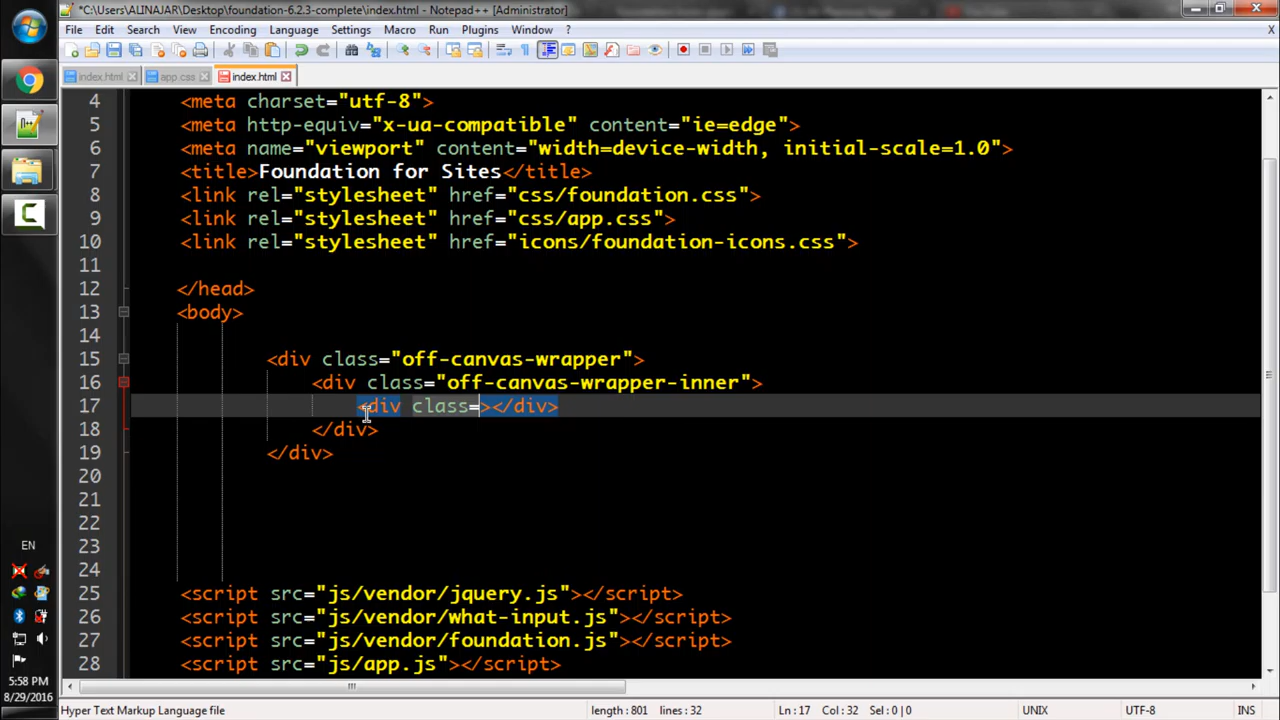 *C:\Users\ALINAJAR\Desktop\foundation-6.2.3-complete\index.html - Notepad++ [Administrator]
File Edit Search View Encoding Language Settings Macro Run Plugins Window ?
index.html app.css index.html
4 <meta charset="utf-8">
5 <meta http-equiv="x-ua-compatible" content="ie=edge">
6 <meta name="viewport" content="width=device-width, initial-scale=1.0">
7 <title>Foundation for Sites</title>
8 <link rel="stylesheet" href="css/foundation.css">
9 <link rel="stylesheet" href="css/app.css">
10 <link rel="stylesheet" href="icons/foundation-icons.css">
11
12 </head>
13 <body>
14
15 <div class="off-canvas-wrapper">
16 <div class="off-canvas-wrapper-inner">
17 <div class=></div>
18 </div>
19 </div>
20
21
22
23
24
25 <script src="js/vendor/jquery.js"></script>
26 <script src="js/vendor/what-input.js"></script>
27 <script src="js/vendor/foundation.js"></script>
28 <script src="js/app.js"></script>
EN
5:58 PM
8/29/2016
Hyper Text Markup Language file length : 801 lines : 32 Ln : 17 Col : 32 Sel : 0 | 0 UNIX UTF-8 INS